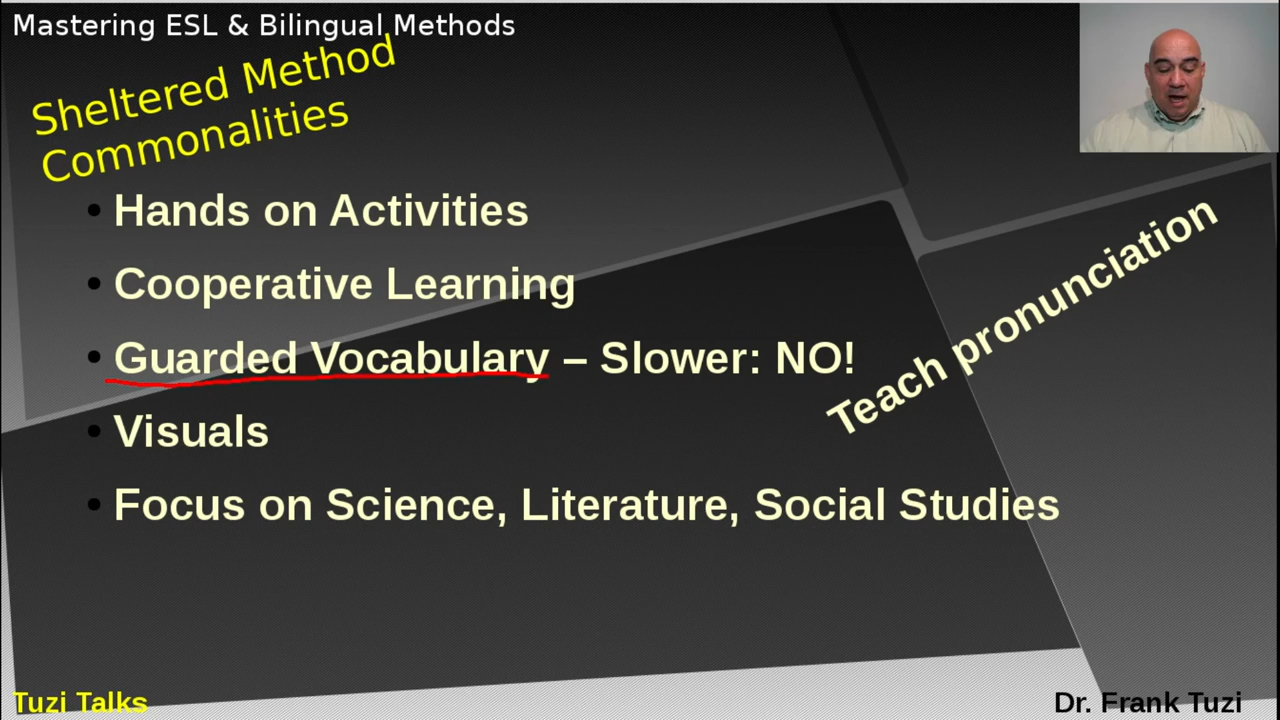 Mastering ESL & Bilingual Methods
Sheltered Method
Commonalities
• Hands on Activities
• Cooperative Learning
• Guarded Vocabulary – Slower: NO!
• Visuals
• Focus on Science, Literature, Social Studies
Teach pronunciation
Tuzi Talks
Dr. Frank Tuzi